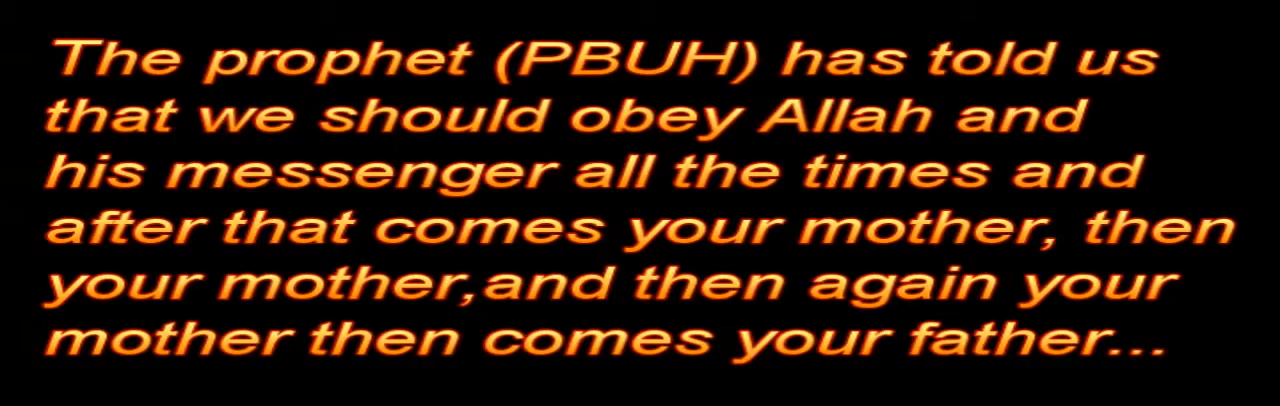 The prophet (PBUH) has told us
that we should obey Allah and
his messenger all the times and
after that comes your mother, then
your mother,and then again your
mother then comes your father...